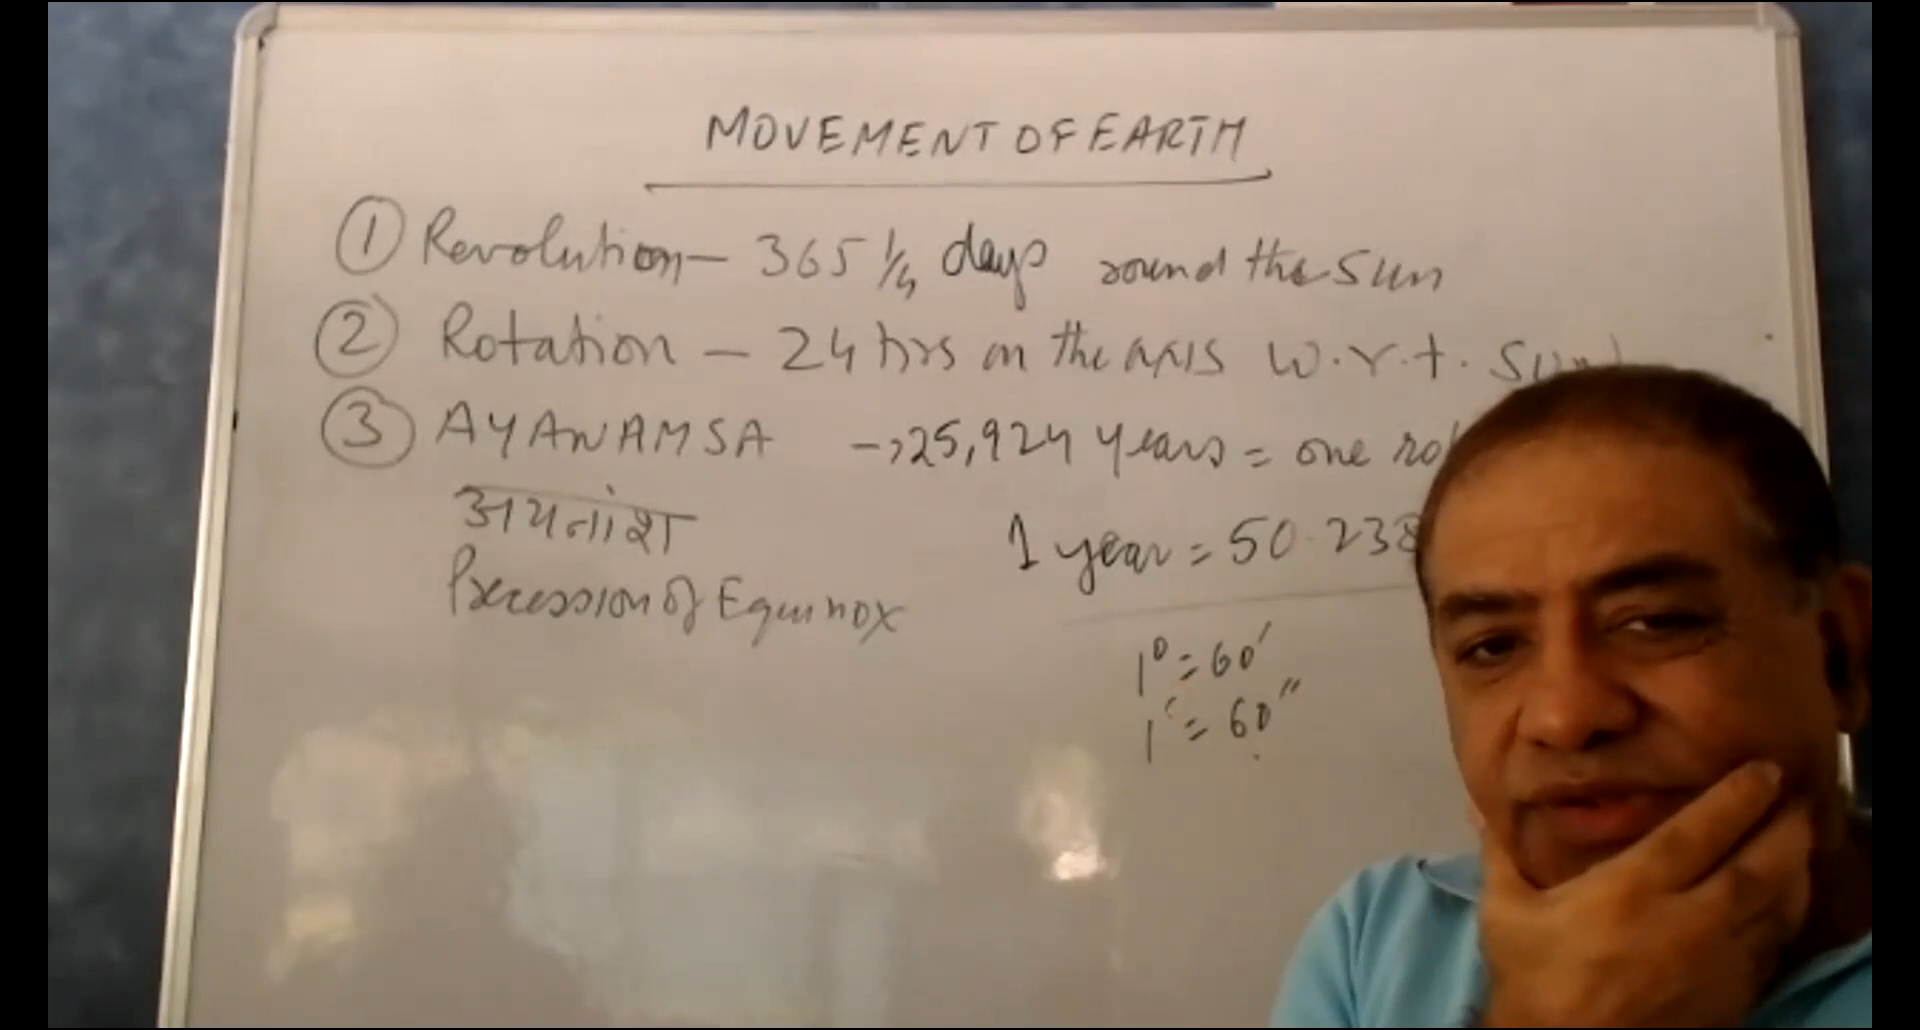 MOVEMENT OF EARTH
① Revolution - 365 1/4 days round the Sun
② Rotation - 24 hrs on the axis w.r.t. Sun
③ AYANAMSA → 25,924 years = one
अयनांश
1 year = 50.238
Precession of Equinox
1° = 60'
1' = 60"